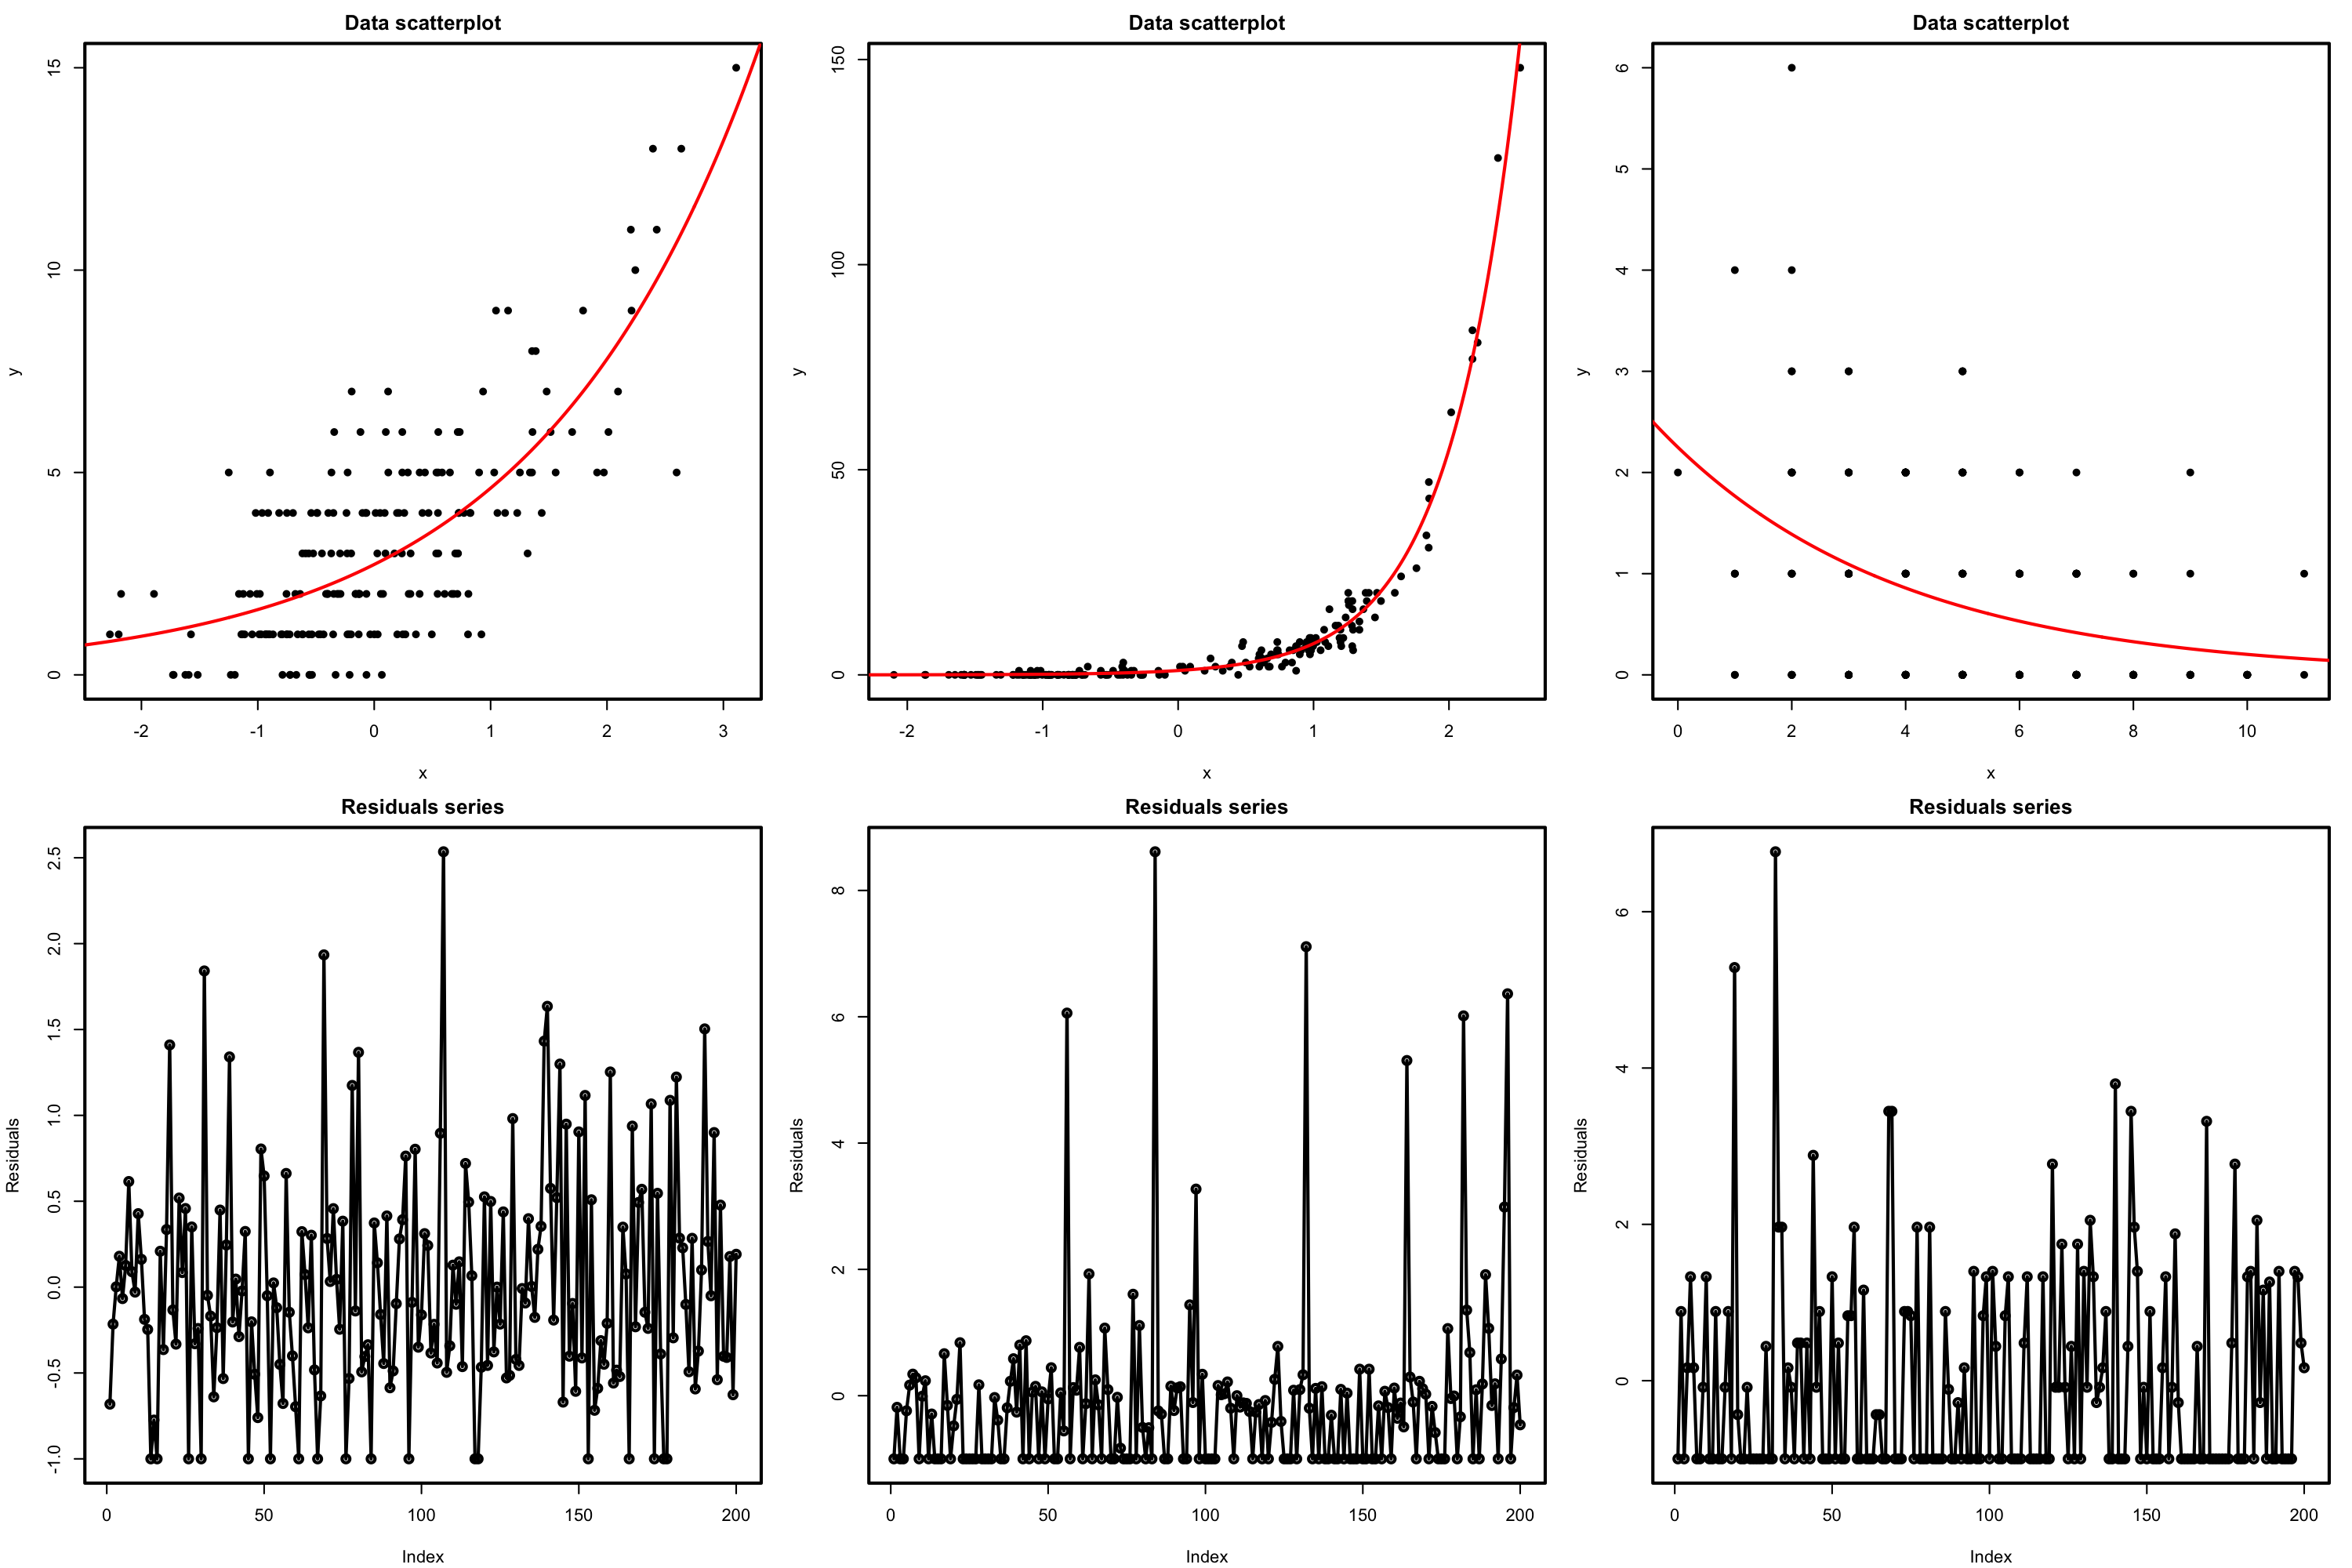 Data scatterplot
y
15
10
5
0
-2 -1 0 1 2 3
x
Data scatterplot
y
150
100
50
0
-2 -1 0 1 2
x
Data scatterplot
y
6
5
4
3
2
1
0
0 2 4 6 8 10
x
Residuals series
Residuals
2.5
2.0
1.5
1.0
0.5
0.0
-0.5
-1.0
0 50 100 150 200
Index
Residuals series
Residuals
8
6
4
2
0
0 50 100 150 200
Index
Residuals series
Residuals
6
4
2
0
0 50 100 150 200
Index